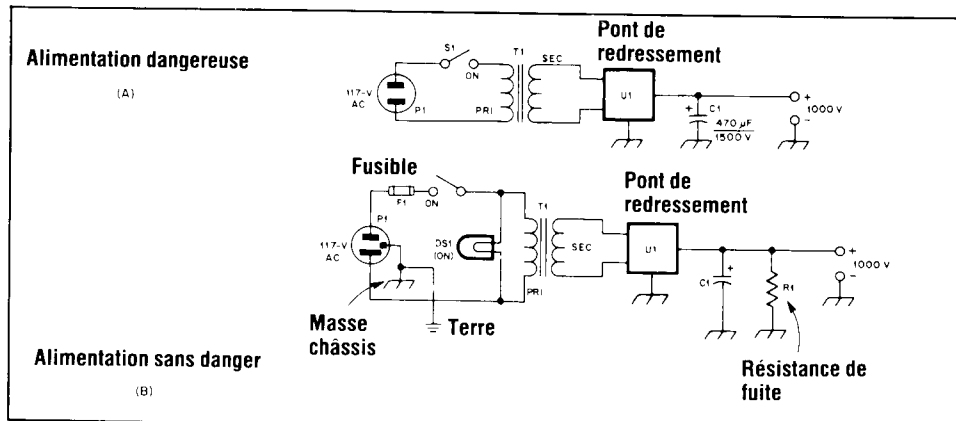 Alimentation dangereuse
(A)
Pont de
redressement
S1
ON
T1
SEC
117-V
AC
P1
PRI
U1
+
C1
470 µF
1500 V
+
1000 V
-
Fusible
F1
ON
P1
117-V
AC
DS1
(ON)
T1
SEC
PRI
Pont de
redressement
U1
C1
+
R1
+
1000 V
-
Masse
châssis
Terre
Alimentation sans danger
(B)
Résistance de
fuite